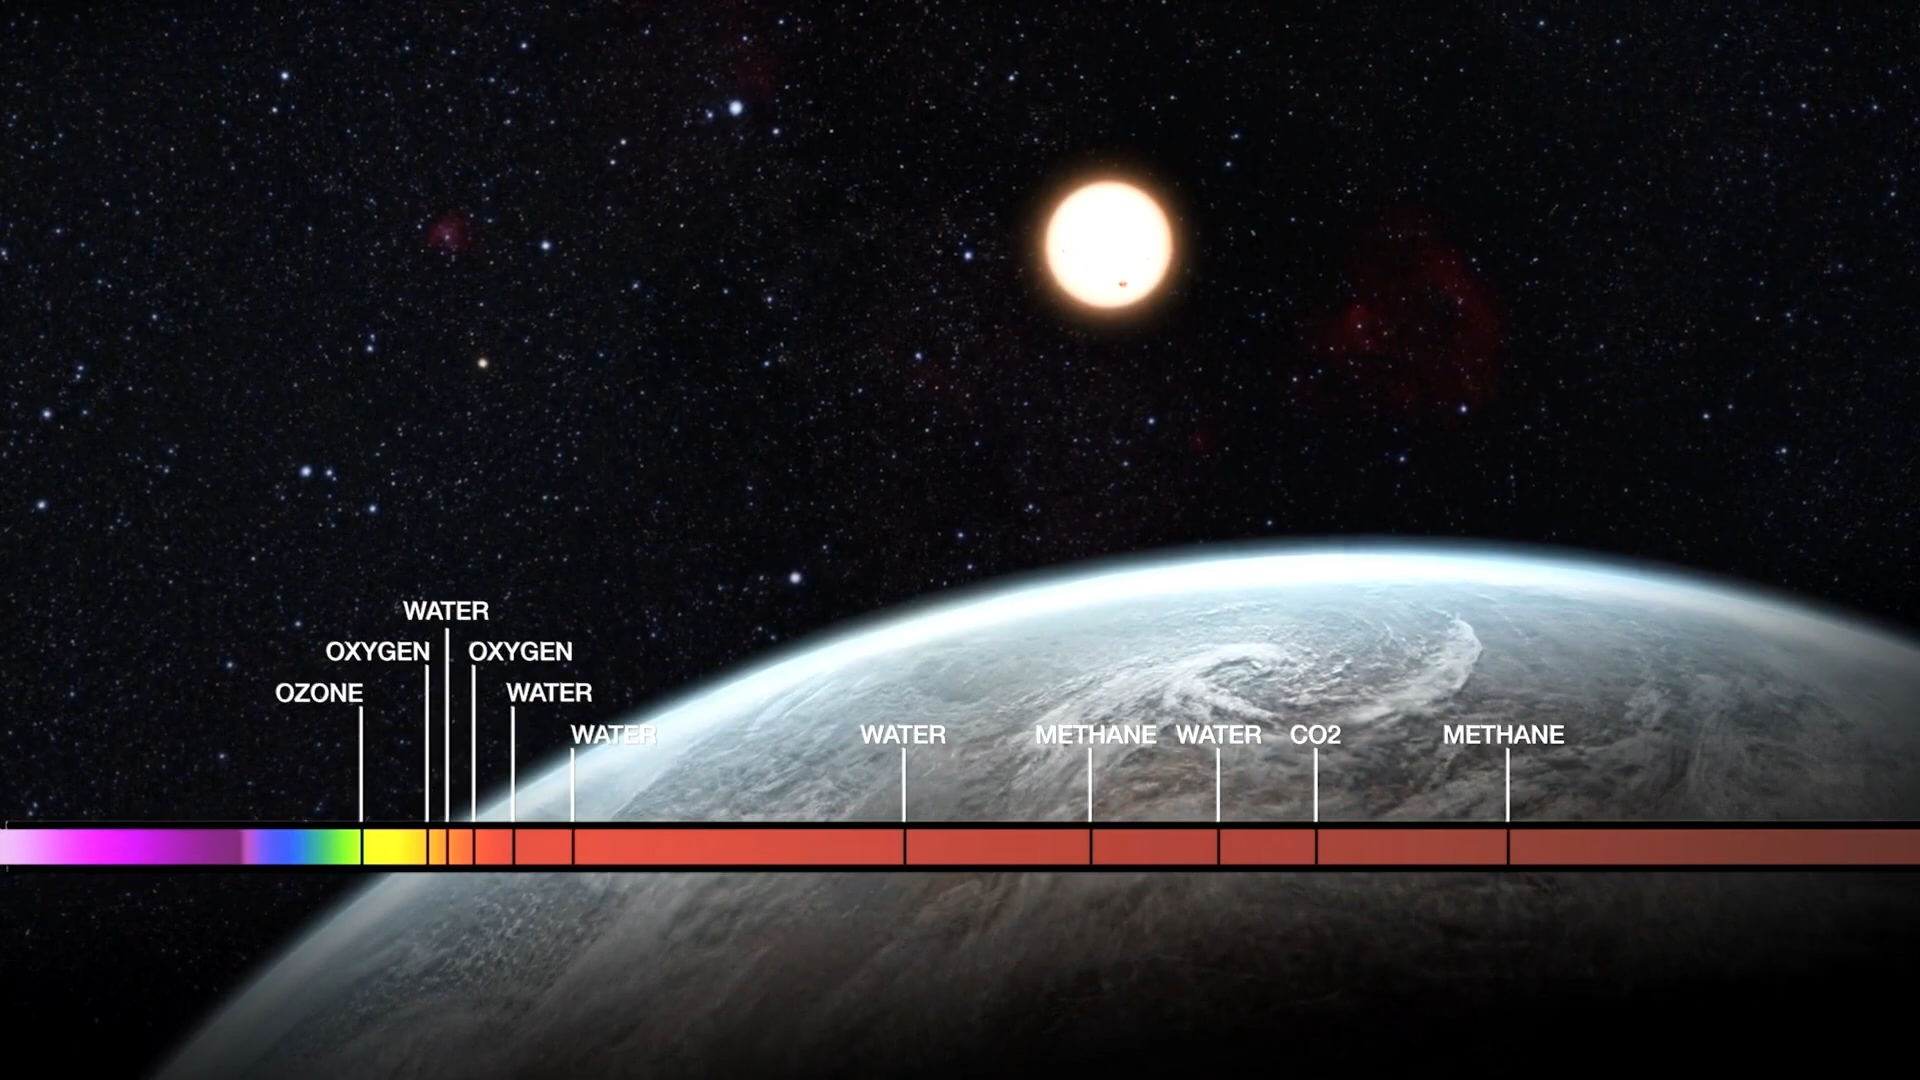 WATER
OXYGEN OXYGEN
OZONE WATER
WATER WATER METHANE WATER CO2 METHANE